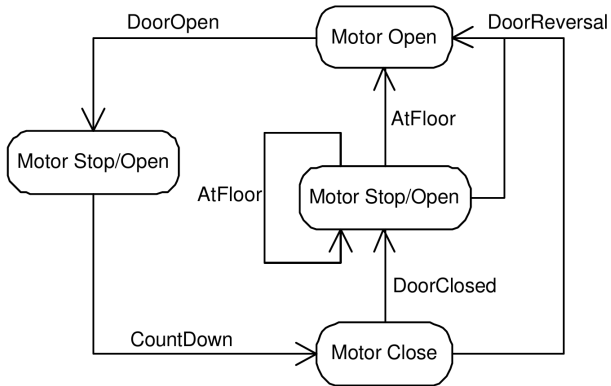 DoorOpen
Motor Open
DoorReversal
AtFloor
Motor Stop/Open
AtFloor
Motor Stop/Open
DoorClosed
CountDown
Motor Close